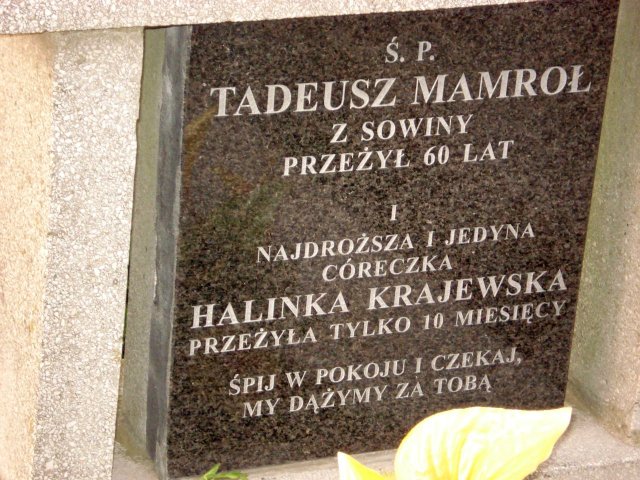 Ś. P.
TADEUSZ MAMROŁ
Z SOWINY
PRZEŻYŁ 60 LAT
I
NAJDROŻSZA I JEDYNA
CÓRECZKA
HALINKA KRAJEWSKA
PRZEŻYŁA TYLKO 10 MIESIĘCY
ŚPIJ W POKOJU I CZEKAJ,
MY DĄŻYMY ZA TOBĄ